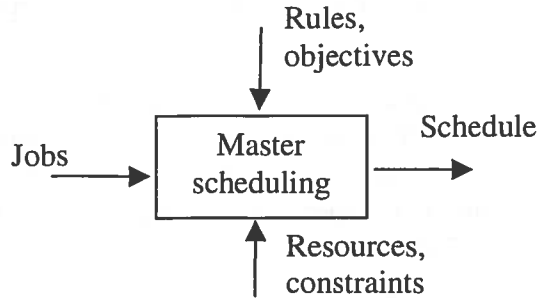 Rules,
objectives
Jobs
Master
scheduling
Schedule
Resources,
constraints